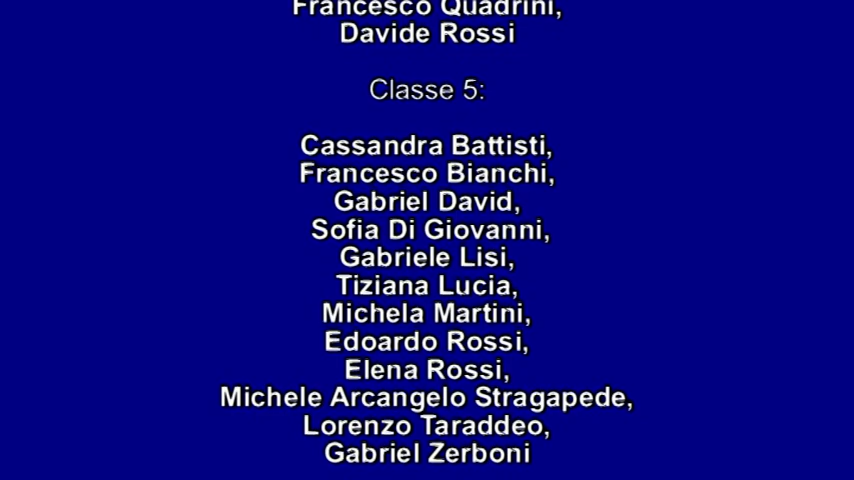 Francesco Quadrini,
Davide Rossi
Classe 5:
Cassandra Battisti,
Francesco Bianchi,
Gabriel David,
Sofia Di Giovanni,
Gabriele Lisi,
Tiziana Lucia,
Michela Martini,
Edoardo Rossi,
Elena Rossi,
Michele Arcangelo Stragapede,
Lorenzo Taraddeo,
Gabriel Zerboni